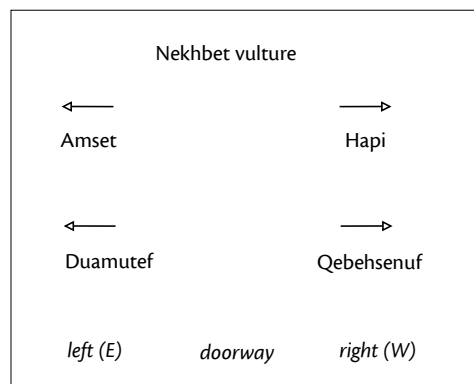 Nekhbet vulture
Amset Hapi
Duamutef Qebehsenuf
left (E) doorway right (W)